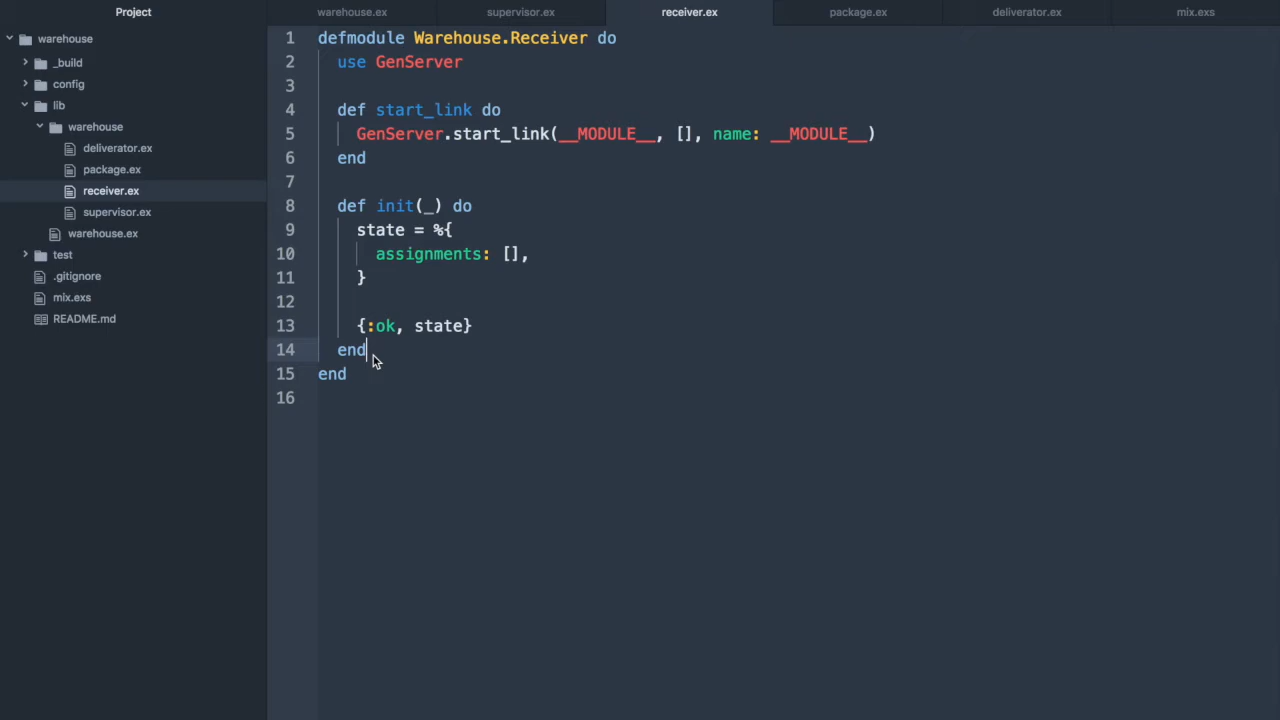 Project
warehouse
_build
config
lib
warehouse
deliverator.ex
package.ex
receiver.ex
supervisor.ex
warehouse.ex
test
.gitignore
mix.exs
README.md
warehouse.ex supervisor.ex receiver.ex package.ex deliverator.ex mix.exs
1 defmodule Warehouse.Receiver do
2 use GenServer
3
4 def start_link do
5 GenServer.start_link(__MODULE__, [], name: __MODULE__)
6 end
7
8 def init(_) do
9 state = %{
10 assignments: [],
11 }
12
13 {:ok, state}
14 end
15 end
16